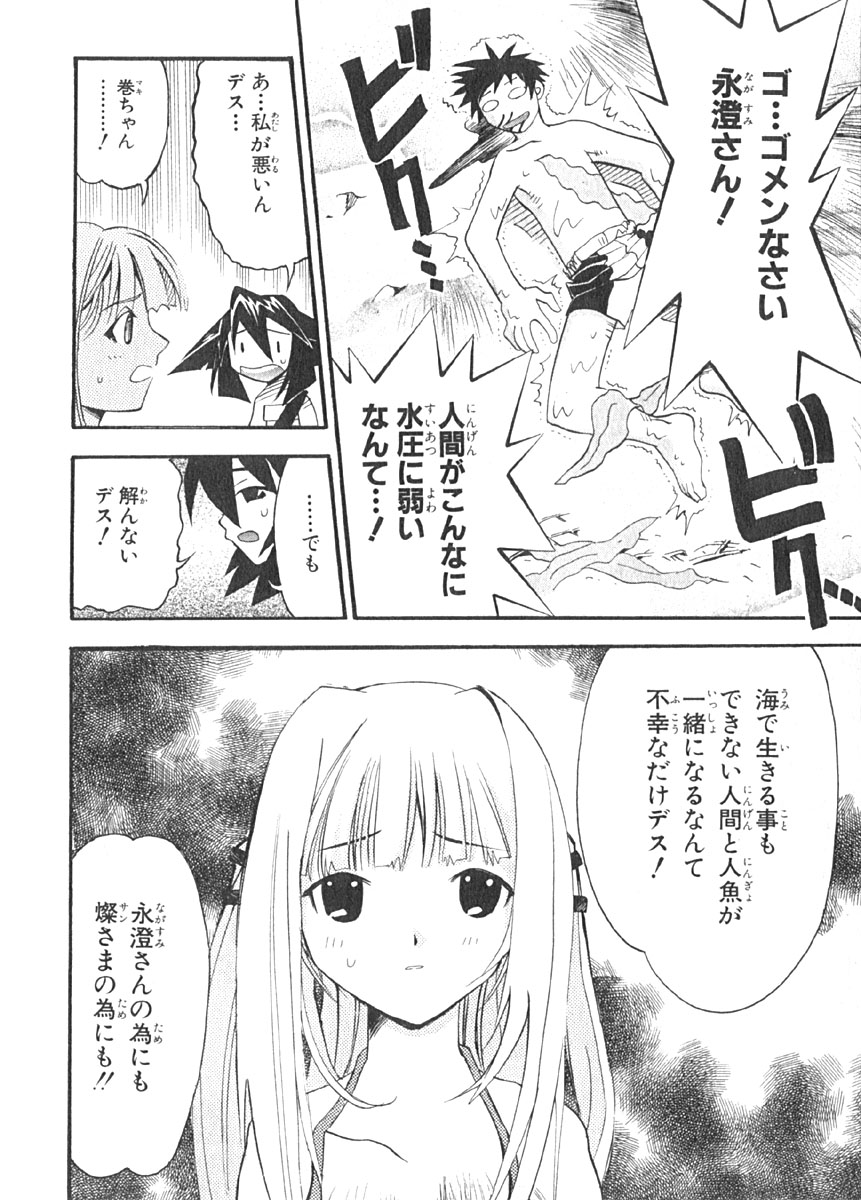 ゴ…ゴメンなさい
永澄さん!
ビクッ
ビクッ…
人間がこんなに
水圧に弱い
なんて…!
あ…私が悪いん
デス…
巻ちゃん
………!
……でも
解んない
デス!
海で生きる事も
できない人間と人魚が
一緒になるなんて
不幸なだけデス!
永澄さんの為にも
燦さまの為にも!!